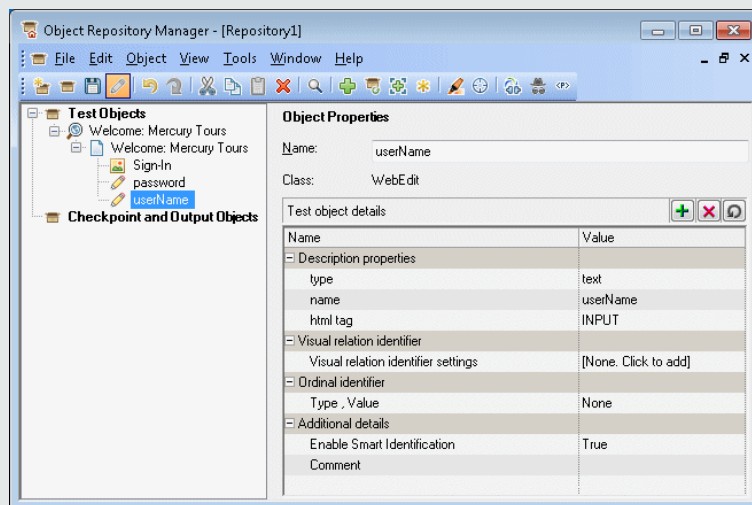 Object Repository Manager - [Repository1]
File Edit Object View Tools Window Help
<P>
Test Objects
Welcome: Mercury Tours
Welcome: Mercury Tours
Sign-In
password
userName
Checkpoint and Output Objects
Object Properties
Name: userName
Class: WebEdit
Test object details
Name Value
Description properties
type text
name userName
html tag INPUT
Visual relation identifier
Visual relation identifier settings [None. Click to add]
Ordinal identifier
Type , Value None
Additional details
Enable Smart Identification True
Comment